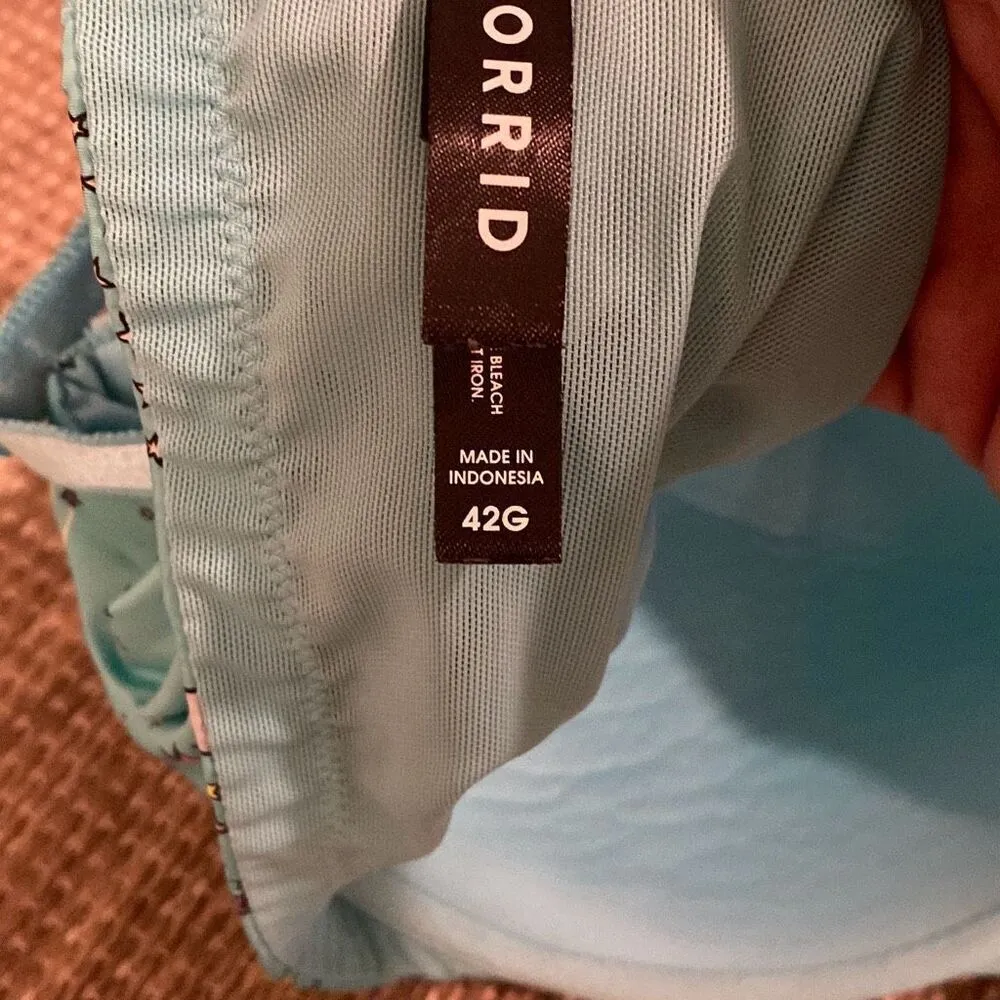 ORRID
BLEACH
T IRON.
MADE IN
INDONESIA
42G